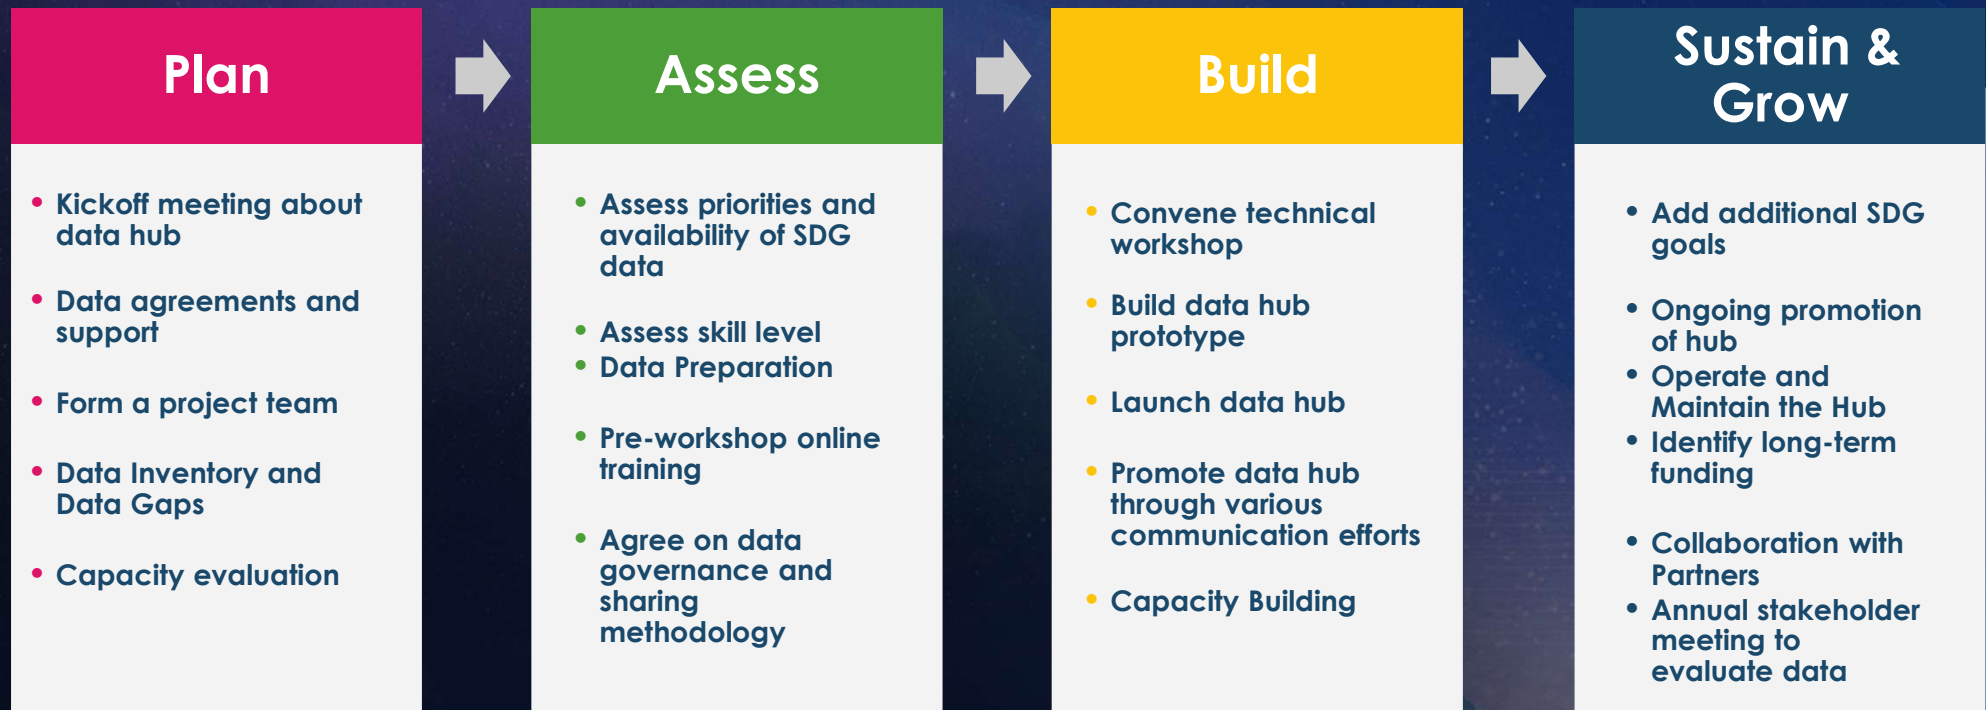 Plan
• Kickoff meeting about
data hub
• Data agreements and
support
• Form a project team
• Data Inventory and
Data Gaps
• Capacity evaluation
Assess
• Assess priorities and
availability of SDG
data
• Assess skill level
• Data Preparation
• Pre-workshop online
training
• Agree on data
governance and
sharing
methodology
Build
• Convene technical
workshop
• Build data hub
prototype
• Launch data hub
• Promote data hub
through various
communication efforts
• Capacity Building
Sustain &
Grow
• Add additional SDG
goals
• Ongoing promotion
of hub
• Operate and
Maintain the Hub
• Identify long-term
funding
• Collaboration with
Partners
• Annual stakeholder
meeting to
evaluate data